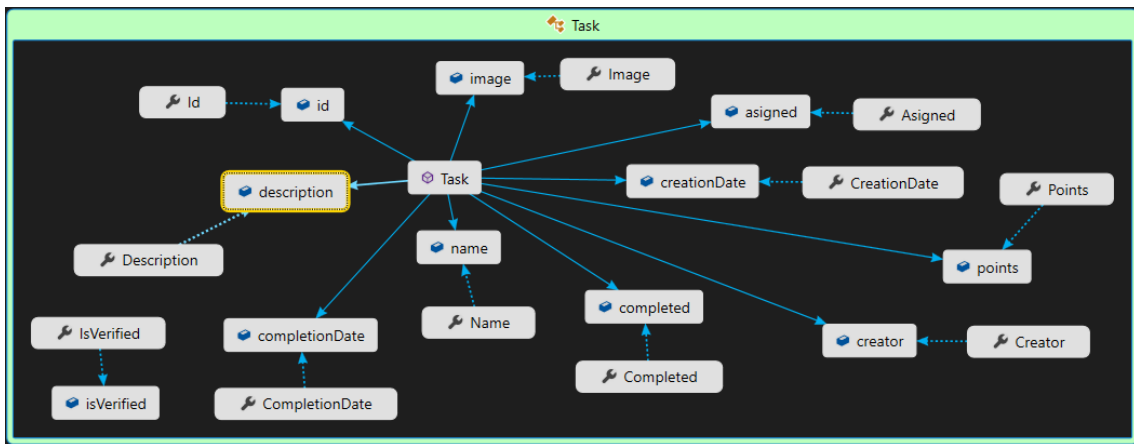 Task
image
Image
Id
id
asigned
Asigned
Task
creationDate
CreationDate
description
Points
name
Description
points
completed
Name
IsVerified
completionDate
creator
Creator
Completed
isVerified
CompletionDate